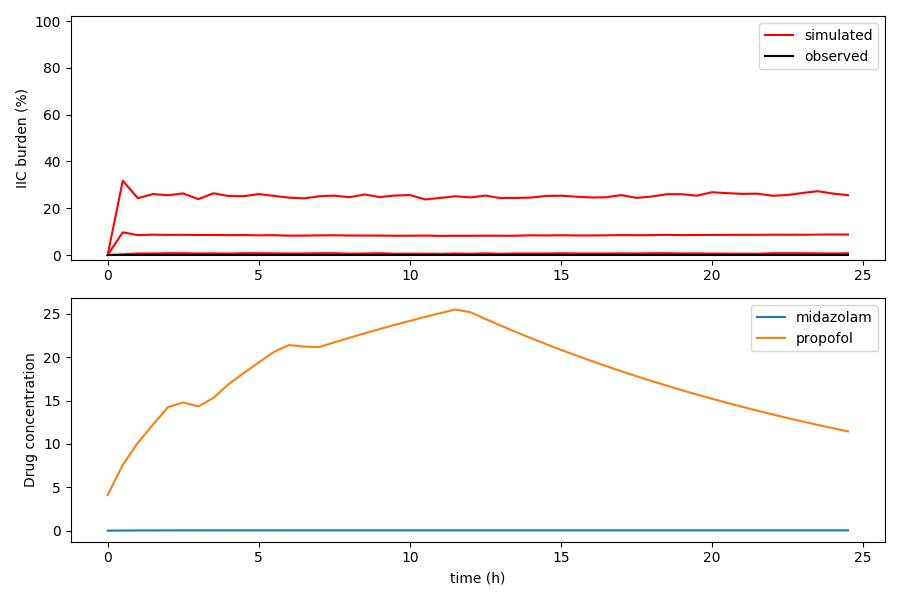 IIC burden (%)
100
80
60
40
20
0
simulated
observed
0 5 10 15 20 25
Drug concentration
25
20
15
10
5
0
midazolam
propofol
0 5 10 15 20 25
time (h)